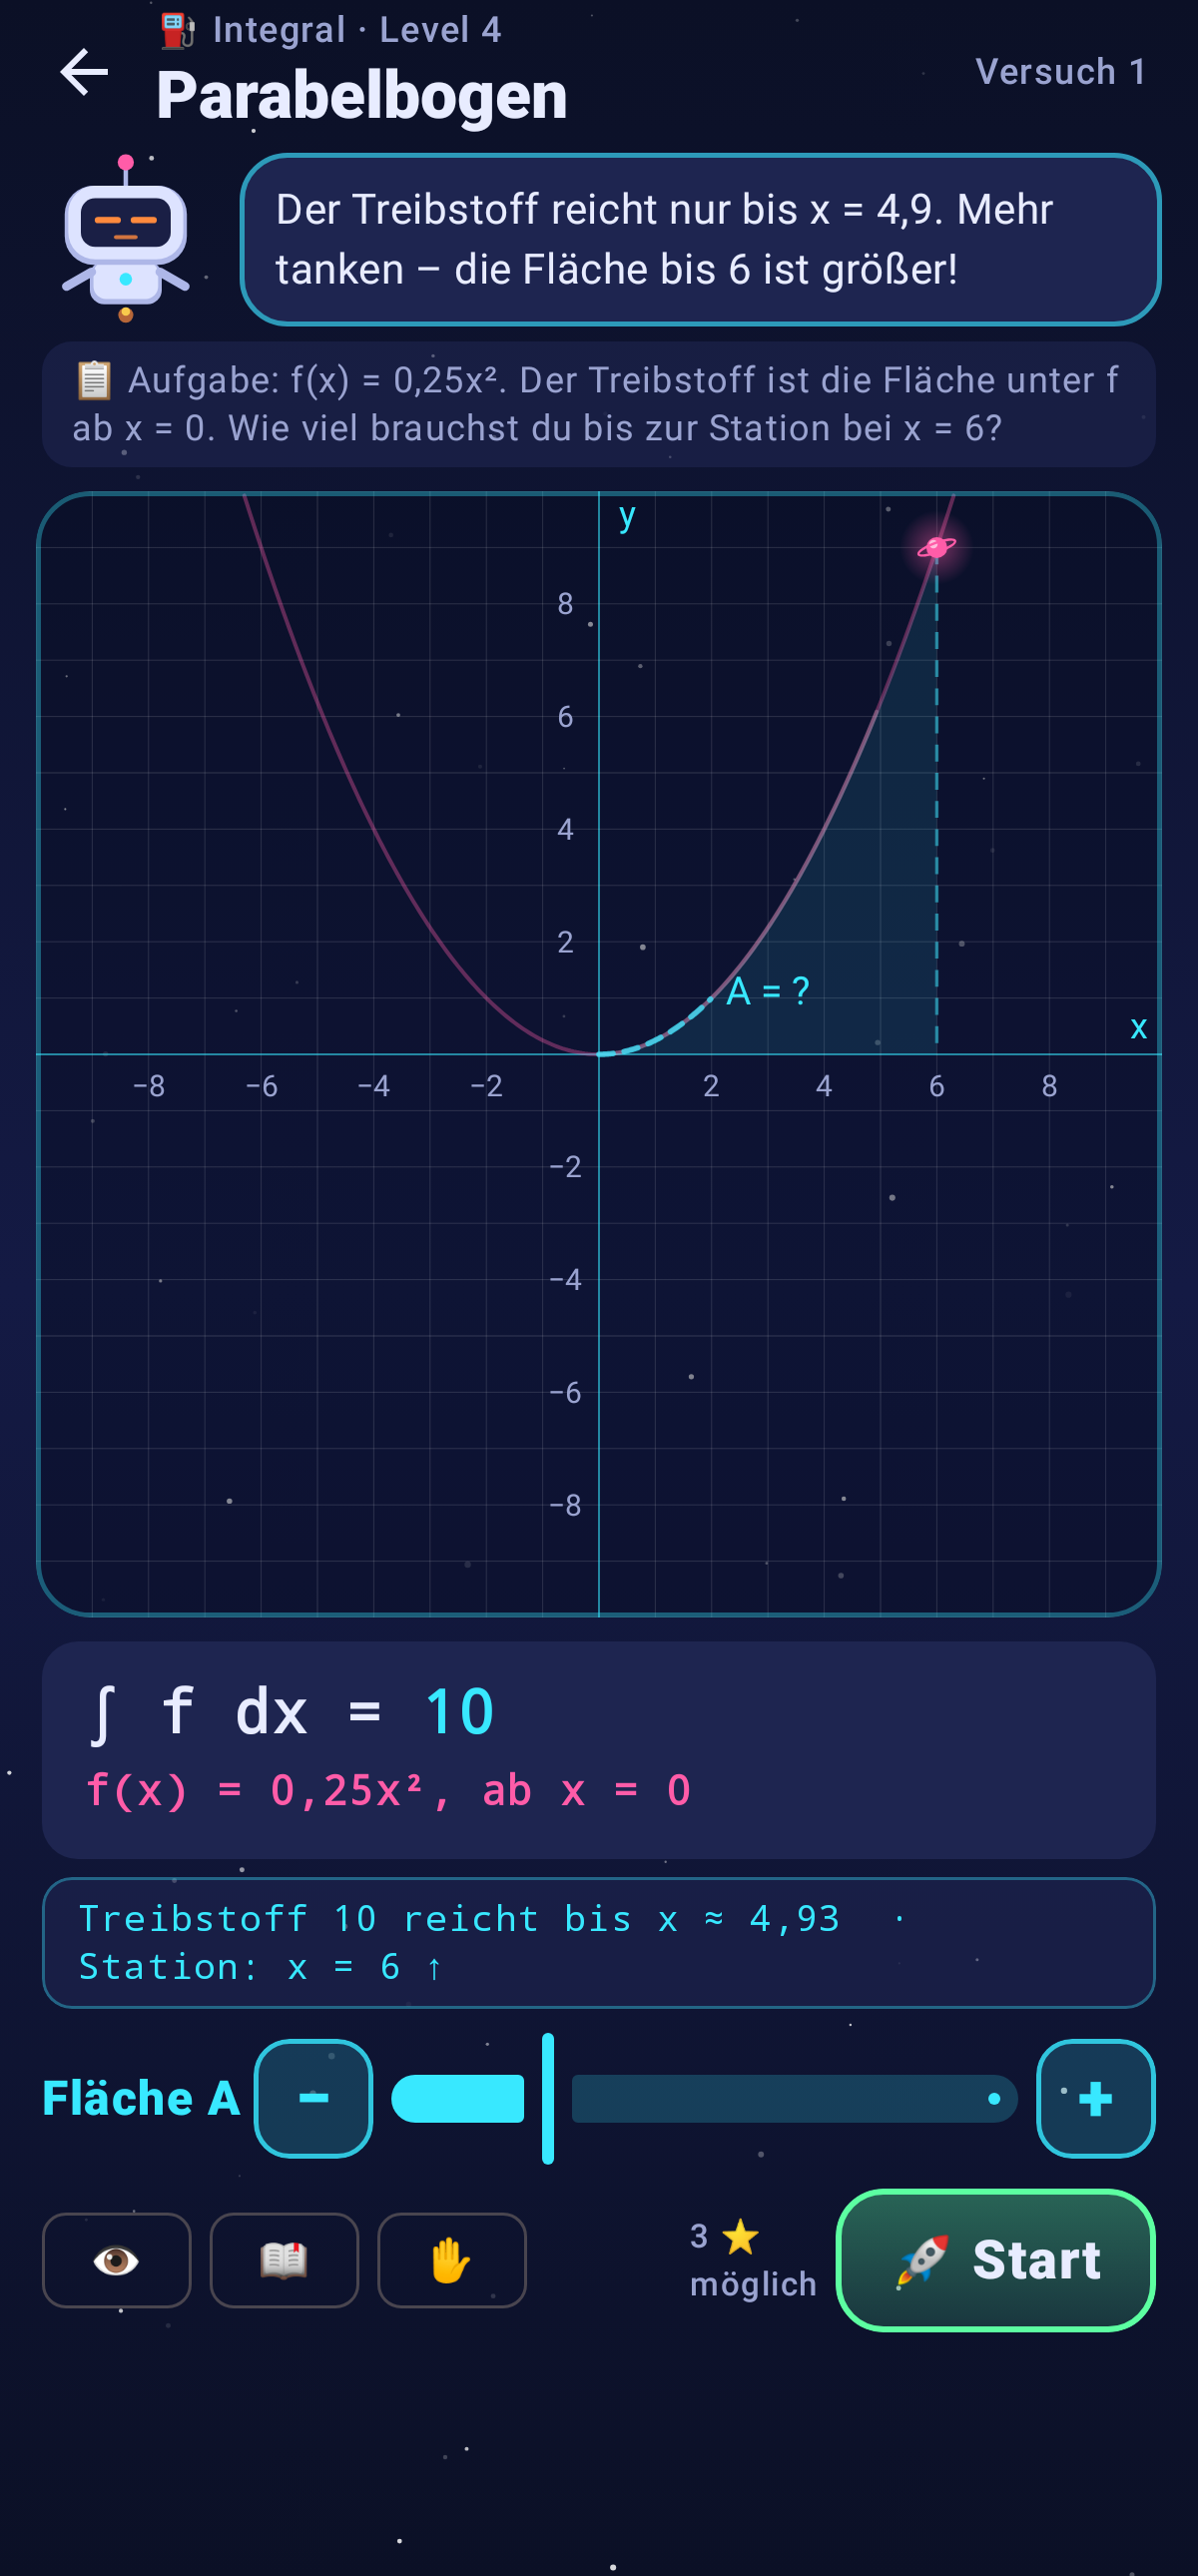 ⛽ Integral · Level 4
Parabelbogen
Versuch 1
Der Treibstoff reicht nur bis x = 4,9. Mehr
tanken – die Fläche bis 6 ist größer!
📋 Aufgabe: f(x) = 0,25x². Der Treibstoff ist die Fläche unter f
ab x = 0. Wie viel brauchst du bis zur Station bei x = 6?
y
8
6
4
2
A = ?
x
−8 −6 −4 −2 2 4 6 8
−2
−4
−6
−8
∫ f dx = 10
f(x) = 0,25x², ab x = 0
Treibstoff 10 reicht bis x ≈ 4,93 ·
Station: x = 6 ↑
Fläche A − +
3 ⭐
möglich
🚀 Start